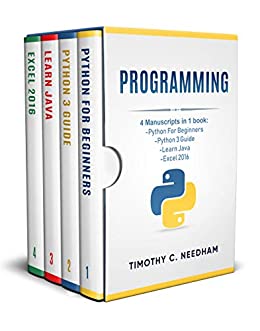 EXCEL 2016
4
LEARN JAVA
3
PYTHON 3 GUIDE
2
PYTHON FOR BEGINNERS
1
PROGRAMMING
4 Manuscripts in 1 book:
-Python For Beginners
-Python 3 Guide
-Learn Java
-Excel 2016
TIMOTHY C. NEEDHAM